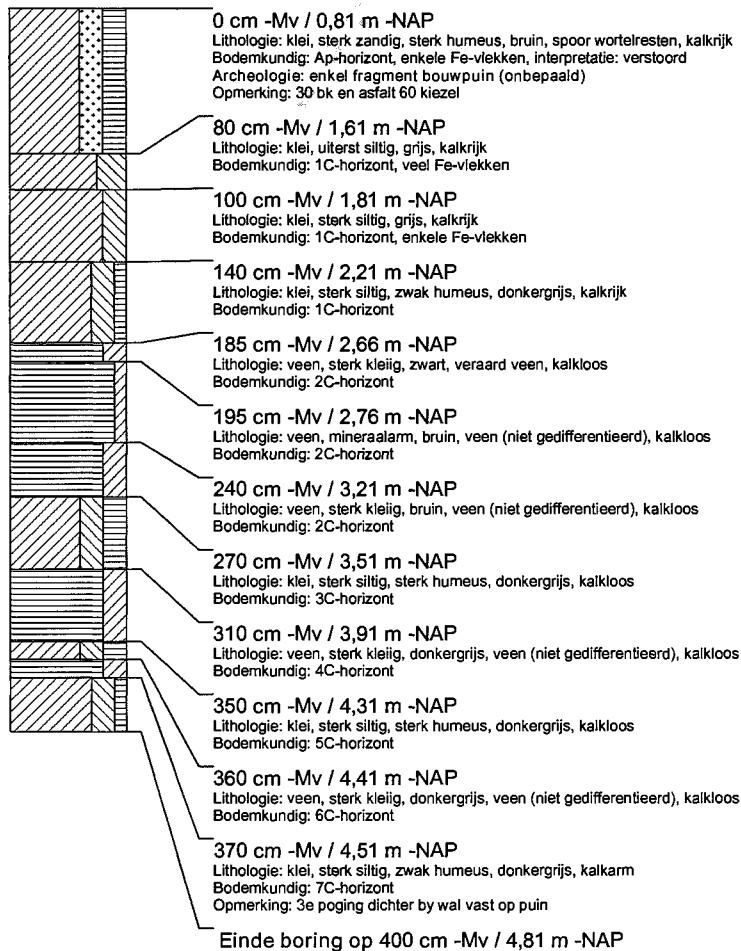 0 cm -Mv / 0,81 m -NAP
Lithologie: klei, sterk zandig, sterk humeus, bruin, spoor wortelresten, kalkrijk
Bodemkundig: Ap-horizont, enkele Fe-vlekken, interpretatie: verstoord
Archeologie: enkel fragment bouwpuin (onbepaald)
Opmerking: 30 bk en asfalt 60 kiezel
80 cm -Mv / 1,61 m -NAP
Lithologie: klei, uiterst siltig, grijs, kalkrijk
Bodemkundig: 1C-horizont, veel Fe-vlekken
100 cm -Mv / 1,81 m -NAP
Lithologie: klei, sterk siltig, grijs, kalkrijk
Bodemkundig: 1C-horizont, enkele Fe-vlekken
140 cm -Mv / 2,21 m -NAP
Lithologie: klei, sterk siltig, zwak humeus, donkergrijs, kalkrijk
Bodemkundig: 1C-horizont
185 cm -Mv / 2,66 m -NAP
Lithologie: veen, sterk kleiig, zwart, veraard veen, kalkloos
Bodemkundig: 2C-horizont
195 cm -Mv / 2,76 m -NAP
Lithologie: veen, mineraalarm, bruin, veen (niet gedifferentieerd), kalkloos
Bodemkundig: 2C-horizont
240 cm -Mv / 3,21 m -NAP
Lithologie: veen, sterk kleiig, bruin, veen (niet gedifferentieerd), kalkloos
Bodemkundig: 2C-horizont
270 cm -Mv / 3,51 m -NAP
Lithologie: klei, sterk siltig, sterk humeus, donkergrijs, kalkloos
Bodemkundig: 3C-horizont
310 cm -Mv / 3,91 m -NAP
Lithologie: veen, sterk kleiig, donkergrijs, veen (niet gedifferentieerd), kalkloos
Bodemkundig: 4C-horizont
350 cm -Mv / 4,31 m -NAP
Lithologie: klei, sterk siltig, sterk humeus, donkergrijs, kalkloos
Bodemkundig: 5C-horizont
360 cm -Mv / 4,41 m -NAP
Lithologie: veen, sterk kleiig, donkergrijs, veen (niet gedifferentieerd), kalkloos
Bodemkundig: 6C-horizont
370 cm -Mv / 4,51 m -NAP
Lithologie: klei, sterk siltig, zwak humeus, donkergrijs, kalkarm
Bodemkundig: 7C-horizont
Opmerking: 3e poging dichter by wal vast op puin
Einde boring op 400 cm -Mv / 4,81 m -NAP